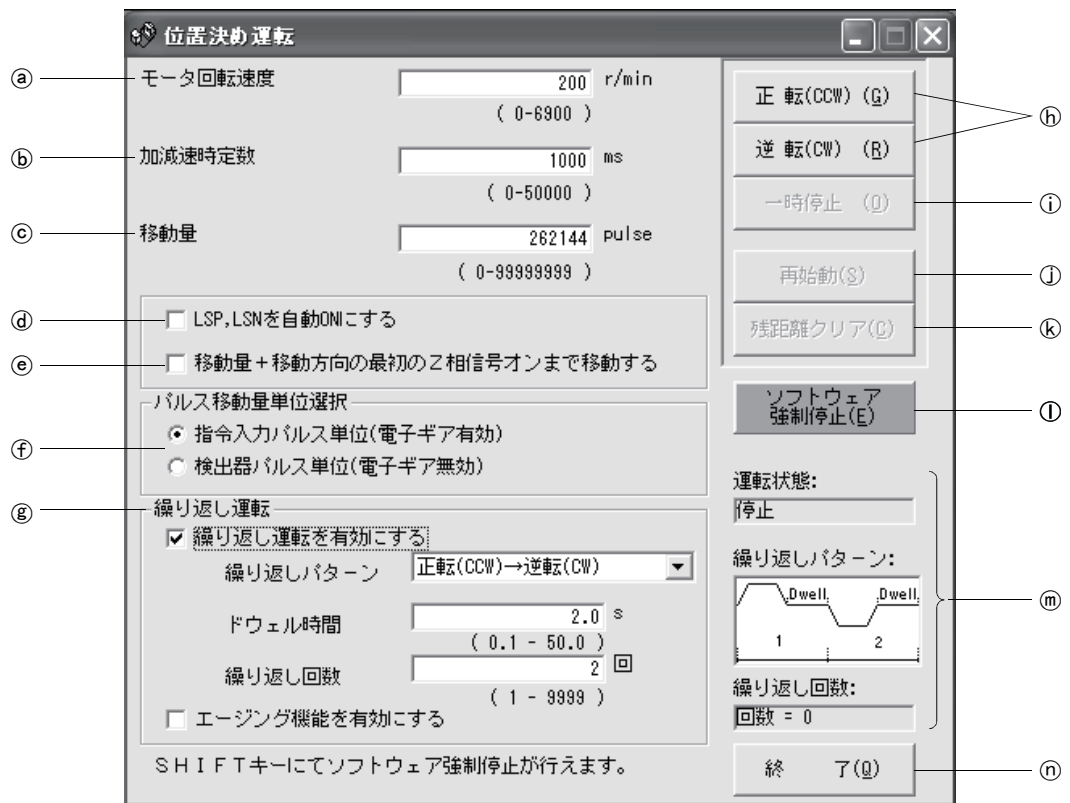 位置決め運転
ⓐ モータ回転速度 200 r/min
( 0-6900 )
ⓑ 加減速時定数 1000 ms
( 0-50000 )
ⓒ 移動量 262144 pulse
( 0-99999999 )
ⓓ LSP,LSNを自動ONにする
ⓔ 移動量+移動方向の最初のZ相信号オンまで移動する
パルス移動量単位選択
ⓕ 指令入力パルス単位(電子ギア有効)
検出器パルス単位(電子ギア無効)
ⓖ 繰り返し運転
繰り返し運転を有効にする
繰り返しパターン 正転(CCW)→逆転(CW)
ドウェル時間 2.0 s
( 0.1 - 50.0 )
繰り返し回数 2 回
( 1 - 9999 )
エージング機能を有効にする
SHIFTキーにてソフトウェア強制停止が行えます。
正 転(CCW) (G)
逆 転(CW) (R)
ⓗ
一時停止 (O) ⓘ
再始動(S) ⓙ
残距離クリア(C) ⓚ
ソフトウェア
強制停止(E) ⓛ
運転状態:
停止
繰り返しパターン:
Dwell Dwell
1 2
ⓜ
繰り返し回数:
回数 = 0
終 了(Q) ⓝ